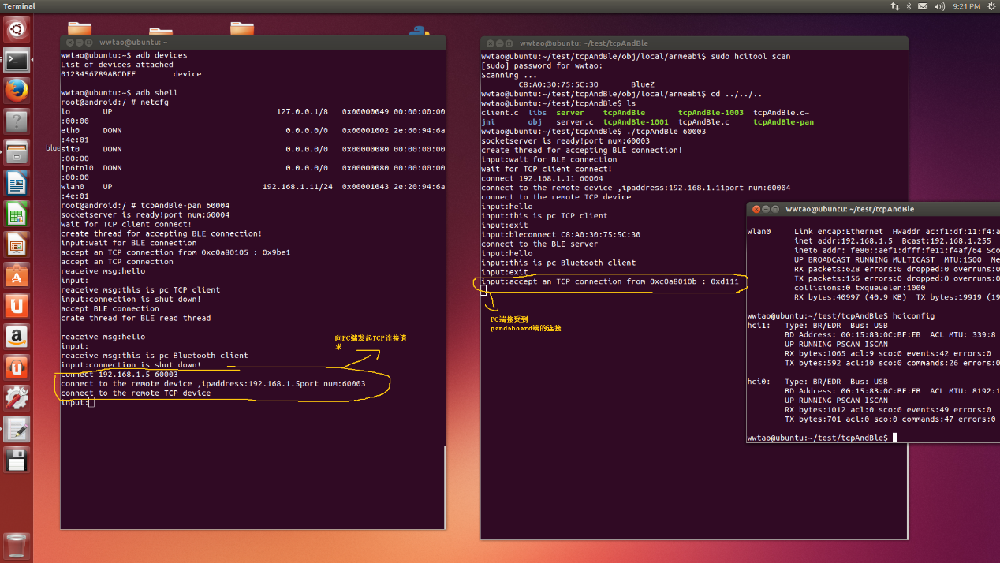 Terminal
9:21 PM
wwtao@ubuntu: ~
wwtao@ubuntu:~$ adb devices
List of devices attached
0123456789ABCDEF device
wwtao@ubuntu:~$ adb shell
root@android:/ # netcfg
lo UP 127.0.0.1/8 0x00000049 00:00:00:00
:00:00
eth0 DOWN 0.0.0.0/0 0x00001002 2e:60:94:6a
:4e:01
sit0 DOWN 0.0.0.0/0 0x00000080 00:00:00:00
:00:00
ip6tnl0 DOWN 0.0.0.0/0 0x00000080 00:00:00:00
:00:00
wlan0 UP 192.168.1.11/24 0x00001043 2e:20:94:6a
:4e:01
root@android:/ # tcpAndBle-pan 60004
socketserver is ready!port num:60004
wait for TCP client connect!
create thread for accepting BLE connection!
input:wait for BLE connection
accept an TCP connection from 0xc0a80105 : 0x9be1
accept an TCP connection
reaceive msg:hello
input:
reaceive msg:this is pc TCP client
input:connection is shut down!
accept BLE connection
crate thread for BLE read thread
reaceive msg:hello
input:
reaceive msg:this is pc Bluetooth client
input:connection is shut down!
connect 192.168.1.5 60003
connect to the remote device ,ipaddress:192.168.1.5port num:60003
connect to the remote TCP device
input:
向PC端发起TCP连接请
求
blue
wwtao@ubuntu: ~/test/tcpAndBle
wwtao@ubuntu:~/test/tcpAndBle/obj/local/armeabi$ sudo hcitool scan
[sudo] password for wwtao:
Scanning ...
C8:A0:30:75:5C:30 BlueZ
wwtao@ubuntu:~/test/tcpAndBle/obj/local/armeabi$ cd ../../..
wwtao@ubuntu:~/test/tcpAndBle$ ls
client.c libs server tcpAndBle tcpAndBle-1003 tcpAndBle.c~
jni obj server.c tcpAndBle-1001 tcpAndBle.c tcpAndBle-pan
wwtao@ubuntu:~/test/tcpAndBle$ ./tcpAndBle 60003
socketserver is ready!port num:60003
create thread for accepting BLE connection!
input:wait for BLE connection
wait for TCP client connect!
connect 192.168.1.11 60004
connect to the remote device ,ipaddress:192.168.1.11port num:60004
connect to the remote TCP device
input:hello
input:this is pc TCP client
input:exit
input:bleconnect C8:A0:30:75:5C:30
connect to the BLE server
input:hello
input:this is pc Bluetooth client
input:exit
input:accept an TCP connection from 0xc0a8010b : 0xd111
PC端接受到
pandaboard端的连接
wwtao@ubuntu: ~/test/tcpAndBle
wlan0 Link encap:Ethernet HWaddr ac:f1:df:11:f4:a
inet addr:192.168.1.5 Bcast:192.168.1.255
inet6 addr: fe80::aef1:dfff:fe11:f4af/64 Sco
UP BROADCAST RUNNING MULTICAST MTU:1500 Me
RX packets:628 errors:0 dropped:0 overruns:0
TX packets:156 errors:0 dropped:0 overruns:0
collisions:0 txqueuelen:1000
RX bytes:40997 (40.9 KB) TX bytes:19919 (19
wwtao@ubuntu:~/test/tcpAndBle$ hciconfig
hci1: Type: BR/EDR Bus: USB
BD Address: 00:15:83:0C:BF:EB ACL MTU: 339:8
UP RUNNING PSCAN ISCAN
RX bytes:1065 acl:9 sco:0 events:42 errors:0
TX bytes:592 acl:10 sco:0 commands:26 errors:0
hci0: Type: BR/EDR Bus: USB
BD Address: 00:15:83:0C:BF:EB ACL MTU: 8192:1
UP RUNNING PSCAN ISCAN
RX bytes:1012 acl:0 sco:0 events:49 errors:0
TX bytes:701 acl:0 sco:0 commands:47 errors:0
wwtao@ubuntu:~/test/tcpAndBle$